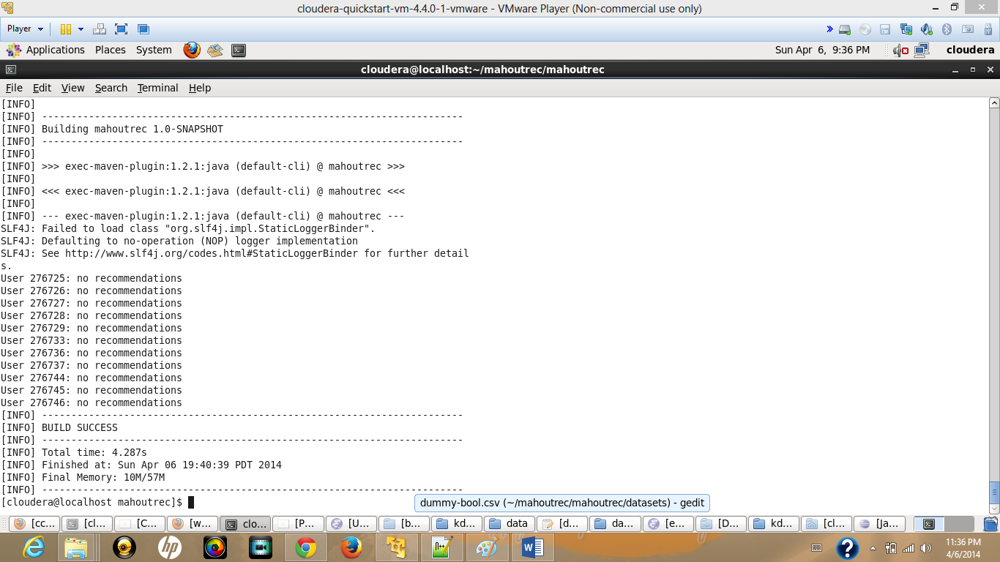 cloudera-quickstart-vm-4.4.0-1-vmware - VMware Player (Non-commercial use only)
Player
Applications Places System Sun Apr 6, 9:36 PM cloudera
cloudera@localhost:~/mahoutrec/mahoutrec
File Edit View Search Terminal Help
[INFO]
[INFO] ------------------------------------------------------------------------
[INFO] Building mahoutrec 1.0-SNAPSHOT
[INFO] ------------------------------------------------------------------------
[INFO]
[INFO] >>> exec-maven-plugin:1.2.1:java (default-cli) @ mahoutrec >>>
[INFO]
[INFO] <<< exec-maven-plugin:1.2.1:java (default-cli) @ mahoutrec <<<
[INFO]
[INFO] --- exec-maven-plugin:1.2.1:java (default-cli) @ mahoutrec ---
SLF4J: Failed to load class "org.slf4j.impl.StaticLoggerBinder".
SLF4J: Defaulting to no-operation (NOP) logger implementation
SLF4J: See http://www.slf4j.org/codes.html#StaticLoggerBinder for further detail
s.
User 276725: no recommendations
User 276726: no recommendations
User 276727: no recommendations
User 276728: no recommendations
User 276729: no recommendations
User 276733: no recommendations
User 276736: no recommendations
User 276737: no recommendations
User 276744: no recommendations
User 276745: no recommendations
User 276746: no recommendations
[INFO] ------------------------------------------------------------------------
[INFO] BUILD SUCCESS
[INFO] ------------------------------------------------------------------------
[INFO] Total time: 4.287s
[INFO] Finished at: Sun Apr 06 19:40:39 PDT 2014
[INFO] Final Memory: 10M/57M
[INFO] ------------------------------------------------------------------------
[cloudera@localhost mahoutrec]$
dummy-bool.csv (~/mahoutrec/mahoutrec/datasets) - gedit
[cc... [cl... [C... [w... clo... [P... [U... [b... kd... data [d... da... [e... [D... kd... [cl... [Ja...
hp
n++
W
11:36 PM
4/6/2014